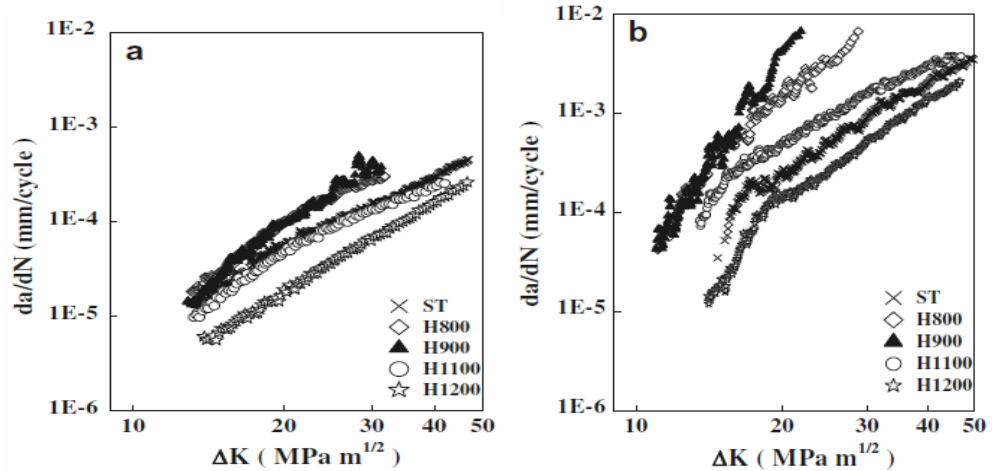 a
1E-2
1E-3
1E-4
1E-5
1E-6
da/dN (mm/cycle)
ST
H800
H900
H1100
H1200
10 20 30 40 50
ΔK ( MPa m^1/2 )
b
1E-2
1E-3
1E-4
1E-5
1E-6
da/dN (mm/cycle )
ST
H800
H900
H1100
H1200
10 20 30 40 50
ΔK ( MPa m^1/2 )